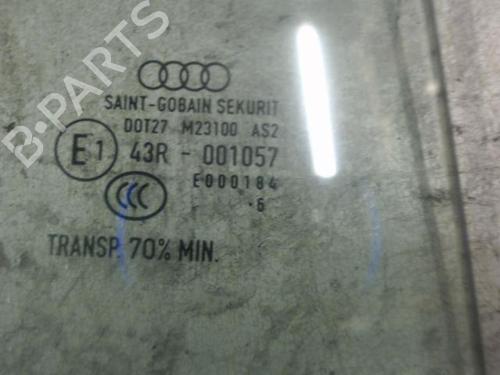 B-PARTS
SAINT-GOBAIN SEKURIT
DOT27 M23100 AS2
E1 43R - 001057
E000184
CCC
·6
TRANSP. 70% MIN.